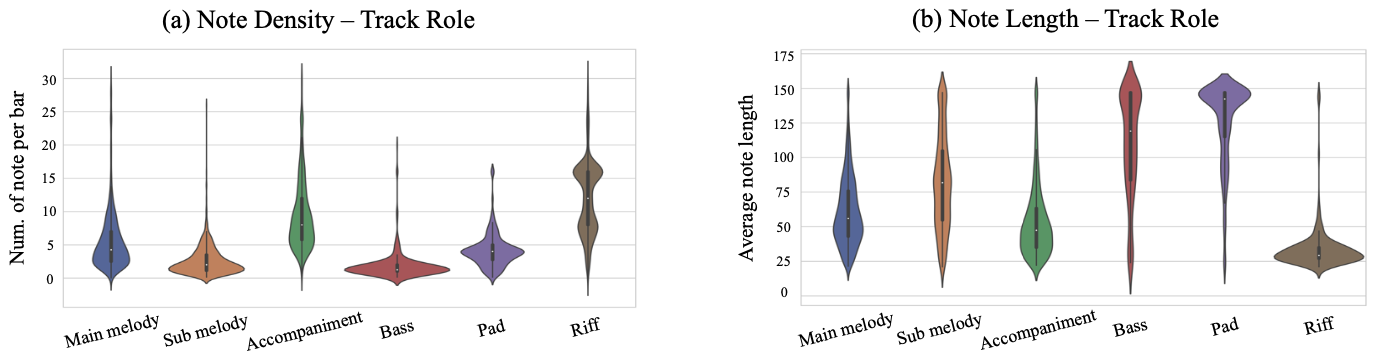 (a) Note Density – Track Role
Num. of note per bar
30
25
20
15
10
5
0
Main melody
Sub melody
Accompaniment
Bass
Pad
Riff
(b) Note Length – Track Role
Average note length
175
150
125
100
75
50
25
0
Main melody
Sub melody
Accompaniment
Bass
Pad
Riff